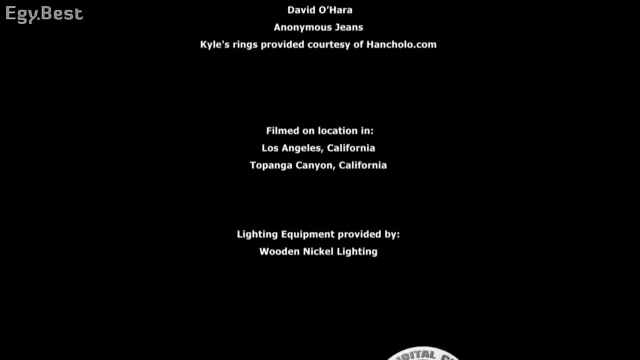 Egy.Best
David O'Hara
Anonymous Jeans
Kyle's rings provided courtesy of Hancholo.com
Filmed on location in:
Los Angeles, California
Topanga Canyon, California
Lighting Equipment provided by:
Wooden Nickel Lighting